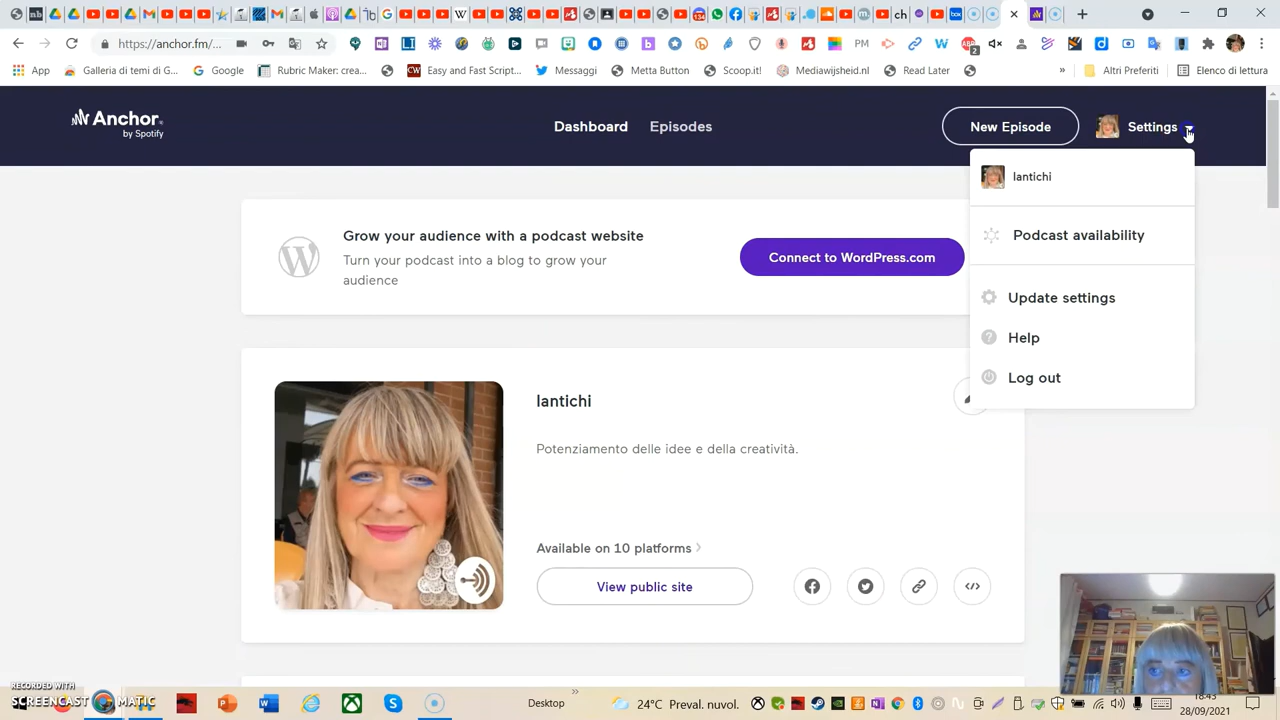 https://anchor.fm/...
PM
App
Galleria di temi di G...
Google
Rubric Maker: crea...
CW
Easy and Fast Script...
Messaggi
Metta Button
Scoop.it!
Mediawijsheid.nl
Read Later
»
Altri Preferiti
Elenco di lettura
Anchor
by Spotify
Dashboard
Episodes
New Episode
Settings
lantichi
Podcast availability
Update settings
Help
Log out
Grow your audience with a podcast website
Turn your podcast into a blog to grow your
audience
Connect to WordPress.com
lantichi
Potenziamento delle idee e della creatività.
Available on 10 platforms
View public site
RECORDED WITH
SCREENCAST MATIC
Desktop
24°C Preval. nuvol.
18:45
28/09/2021